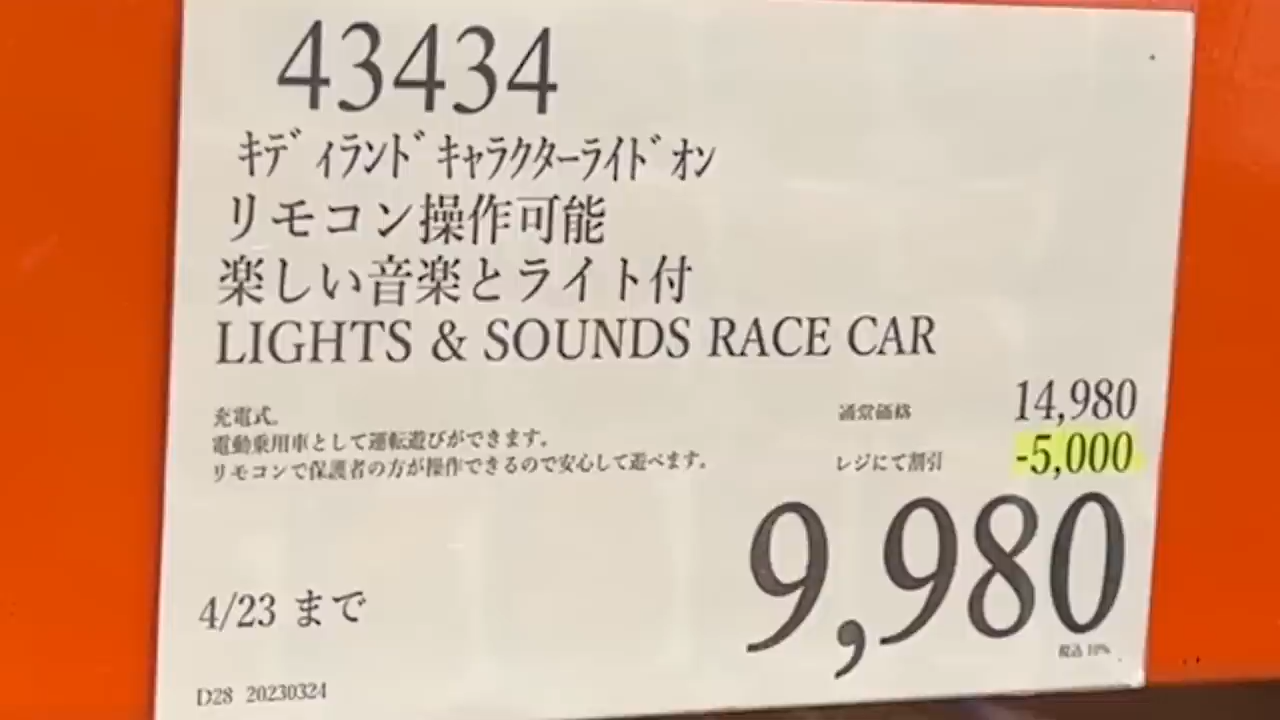 43434
ｷﾃﾞｨﾗﾝﾄﾞｷｬﾗｸﾀｰﾗｲﾄﾞｵﾝ
リモコン操作可能
楽しい音楽とライト付
LIGHTS & SOUNDS RACE CAR
充電式。
電動乗用車として運転遊びができます。
リモコンで保護者の方が操作できるので安心して遊べます。
通常価格 14,980
レジにて割引 -5,000
9,980
税込 10%
4/23 まで
D28 20230324